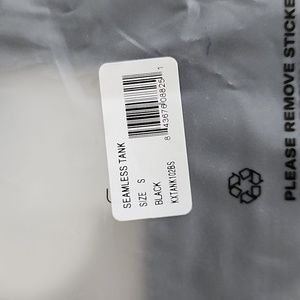 SEAMLESS TANK
SIZE S
BLACK
KXTANK102BS
PLEASE REMOVE STICKE